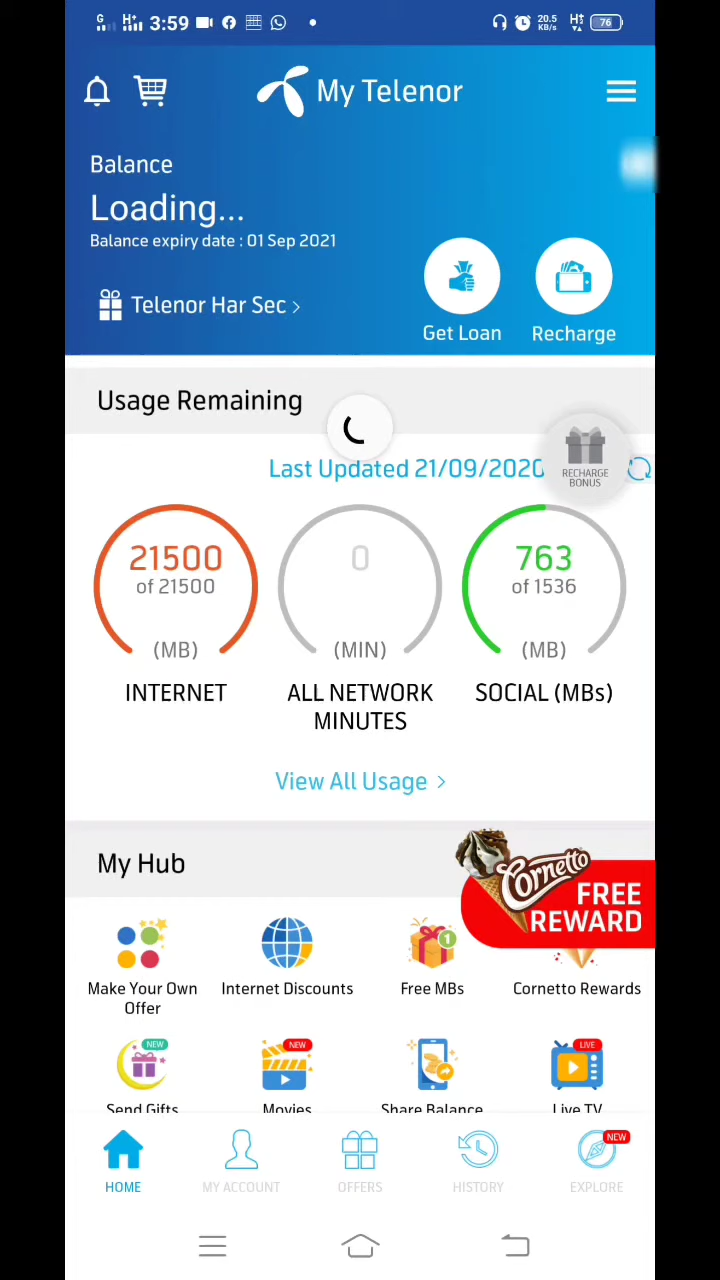 G H+ 3:59 20.5 KB/s H+ 76
My Telenor
Balance
Loading...
Balance expiry date : 01 Sep 2021
Telenor Har Sec >
Get Loan Recharge
Usage Remaining
Last Updated 21/09/2020
RECHARGE
BONUS
21500 0 763
of 21500 of 1536
(MB) (MIN) (MB)
INTERNET ALL NETWORK SOCIAL (MBs)
MINUTES
View All Usage >
My Hub
Cornetto
FREE
REWARD
1
Make Your Own Internet Discounts Free MBs Cornetto Rewards
Offer
NEW NEW LIVE
Send Gifts Movies Share Balance Live TV
NEW
HOME MY ACCOUNT OFFERS HISTORY EXPLORE